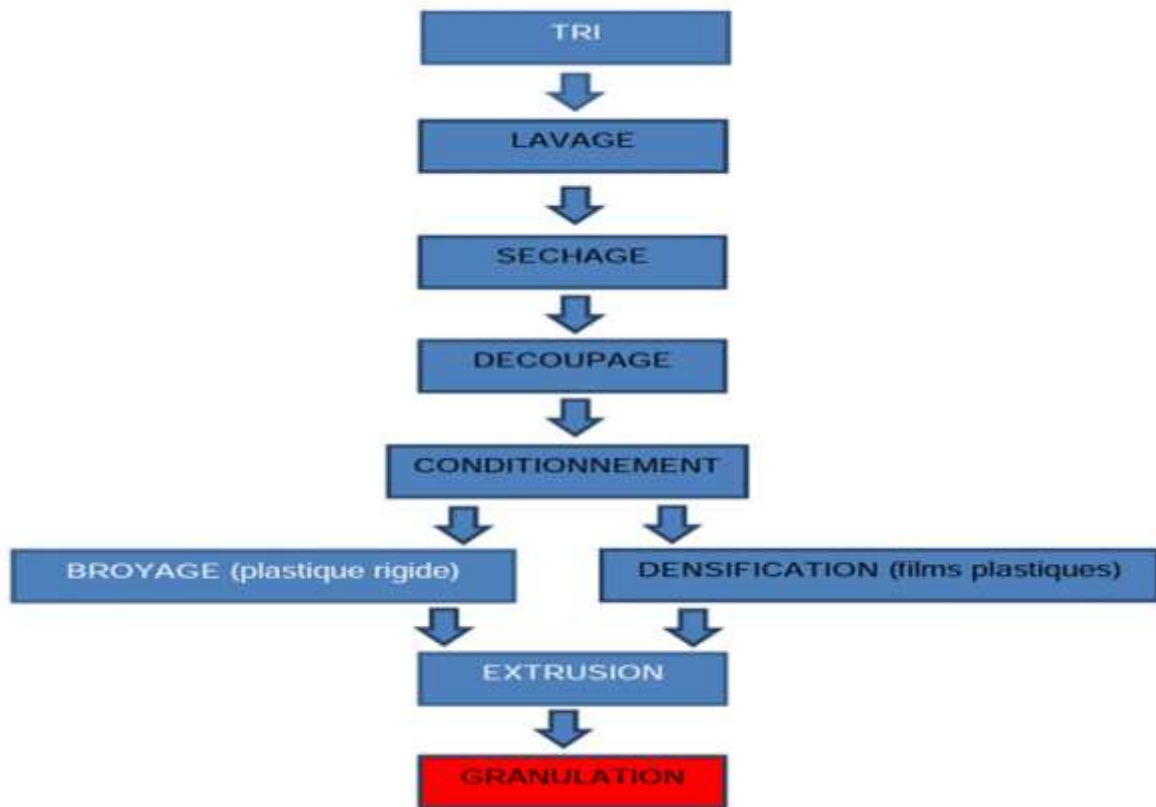 TRI
LAVAGE
SECHAGE
DECOUPAGE
CONDITIONNEMENT
BROYAGE (plastique rigide)
DENSIFICATION (films plastiques)
EXTRUSION
GRANULATION